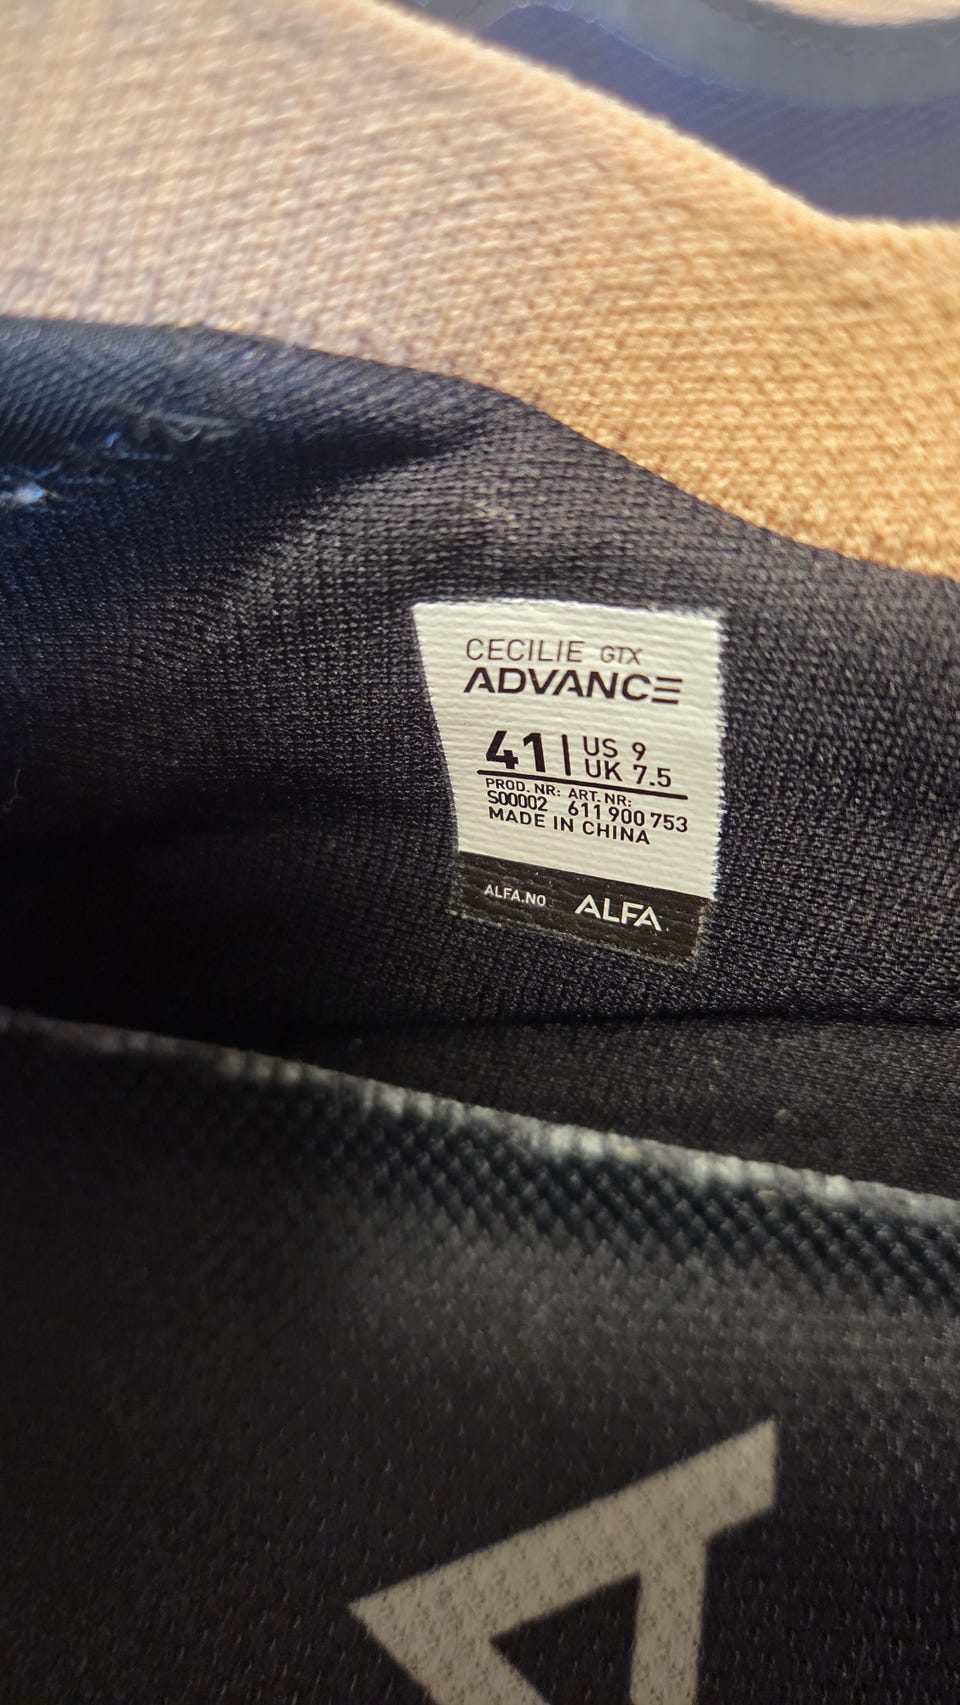 CECILIE GTX
ADVANCE
41 | US 9
UK 7.5
PROD. NR: ART. NR:
S00002 611 900 753
MADE IN CHINA
ALFA.NO ALFA